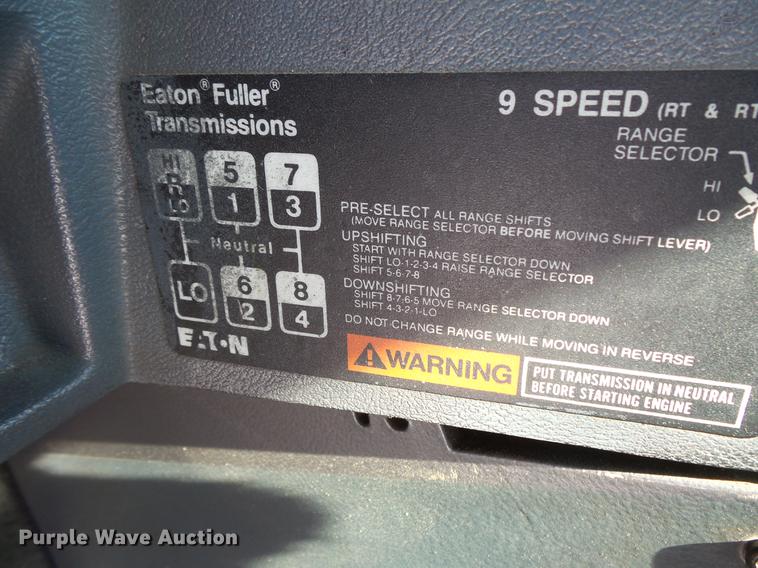 Eaton® Fuller®
Transmissions
9 SPEED (RT & RT
RANGE
SELECTOR
HI
LO
HI 5 7
R
LO 1 3
Neutral
LO 6 8
2 4
EATON
PRE-SELECT ALL RANGE SHIFTS
(MOVE RANGE SELECTOR BEFORE MOVING SHIFT LEVER)
UPSHIFTING
START WITH RANGE SELECTOR DOWN
SHIFT LO-1-2-3-4 RAISE RANGE SELECTOR
SHIFT 5-6-7-8
DOWNSHIFTING
SHIFT 8-7-6-5 MOVE RANGE SELECTOR DOWN
SHIFT 4-3-2-1-LO
DO NOT CHANGE RANGE WHILE MOVING IN REVERSE
WARNING
PUT TRANSMISSION IN NEUTRAL
BEFORE STARTING ENGINE
Purple Wave Auction